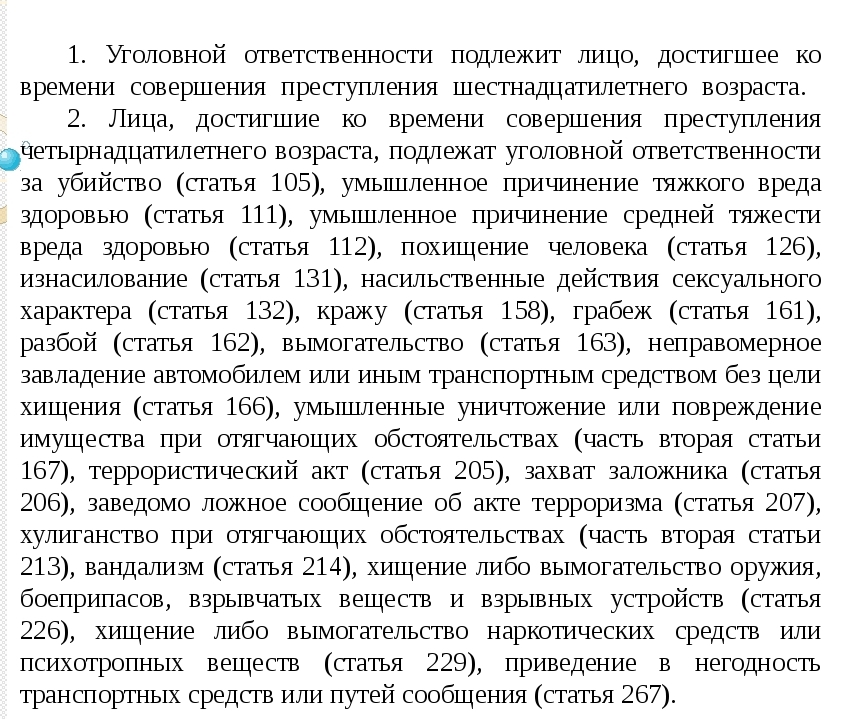 1. Уголовной ответственности подлежит лицо, достигшее ко
времени совершения преступления шестнадцатилетнего возраста.
2. Лица, достигшие ко времени совершения преступления
четырнадцатилетнего возраста, подлежат уголовной ответственности
за убийство (статья 105), умышленное причинение тяжкого вреда
здоровью (статья 111), умышленное причинение средней тяжести
вреда здоровью (статья 112), похищение человека (статья 126),
изнасилование (статья 131), насильственные действия сексуального
характера (статья 132), кражу (статья 158), грабеж (статья 161),
разбой (статья 162), вымогательство (статья 163), неправомерное
завладение автомобилем или иным транспортным средством без цели
хищения (статья 166), умышленные уничтожение или повреждение
имущества при отягчающих обстоятельствах (часть вторая статьи
167), террористический акт (статья 205), захват заложника (статья
206), заведомо ложное сообщение об акте терроризма (статья 207),
хулиганство при отягчающих обстоятельствах (часть вторая статьи
213), вандализм (статья 214), хищение либо вымогательство оружия,
боеприпасов, взрывчатых веществ и взрывных устройств (статья
226), хищение либо вымогательство наркотических средств или
психотропных веществ (статья 229), приведение в негодность
транспортных средств или путей сообщения (статья 267).